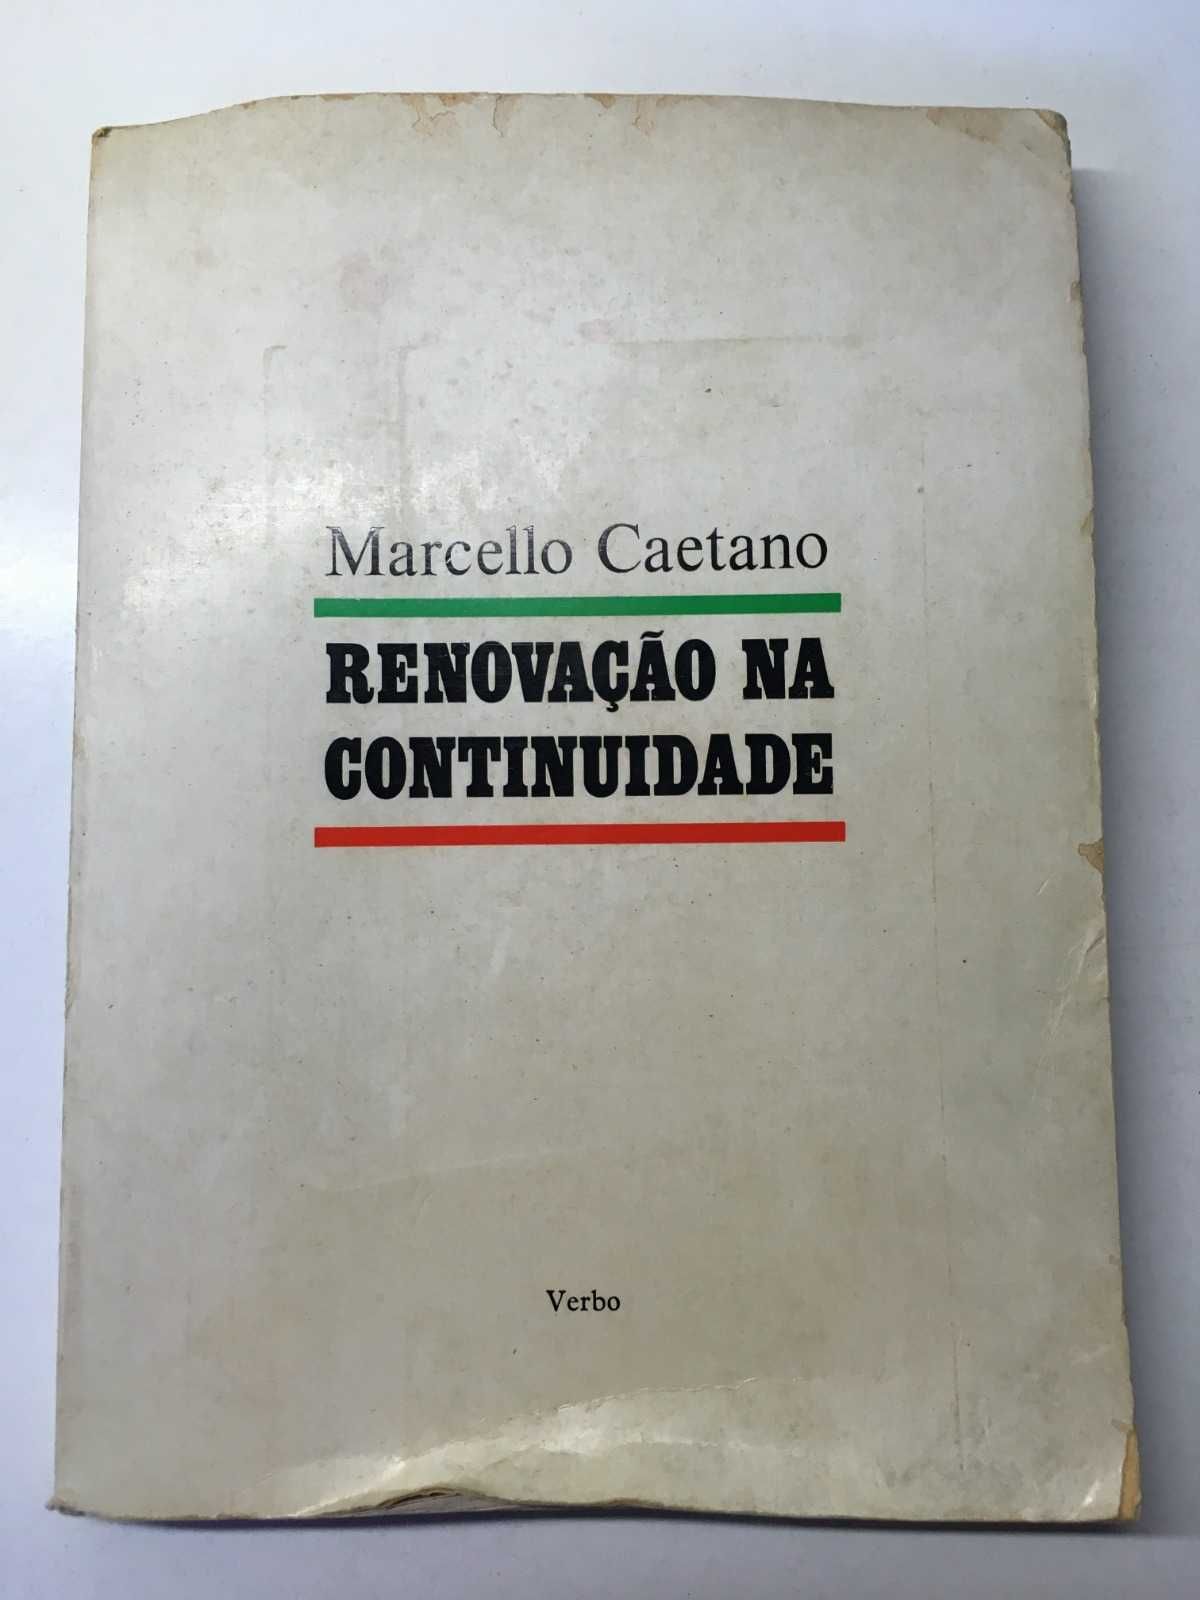 Marcello Caetano
RENOVAÇÃO NA
CONTINUIDADE
Verbo